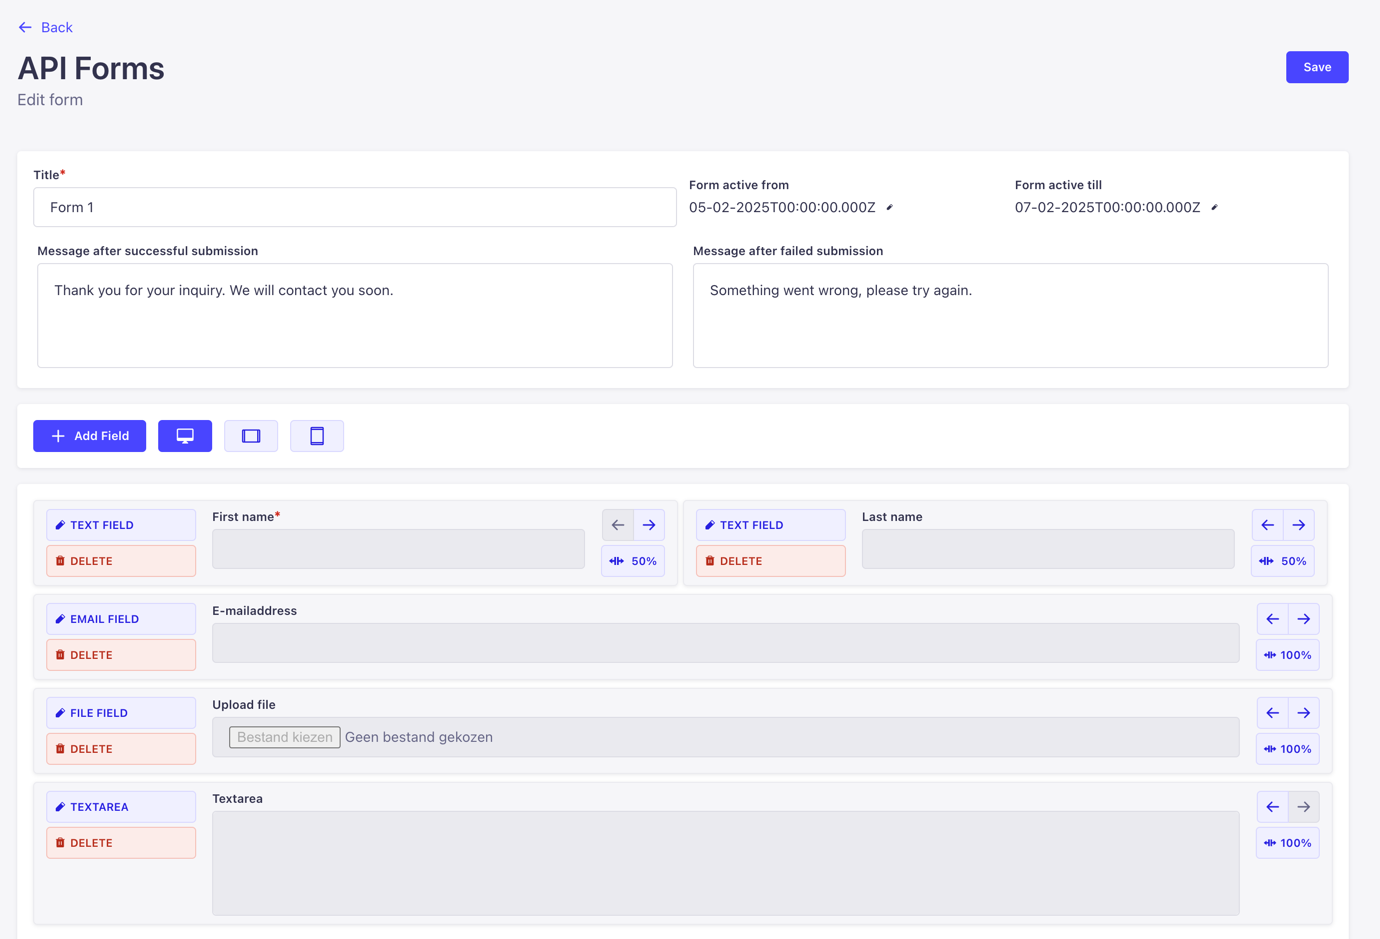 Back
API Forms
Save
Edit form
Title*
Form 1
Form active from
05-02-2025T00:00:00.000Z
Form active till
07-02-2025T00:00:00.000Z
Message after successful submission
Thank you for your inquiry. We will contact you soon.
Message after failed submission
Something went wrong, please try again.
Add Field
TEXT FIELD
DELETE
First name*
50%
TEXT FIELD
DELETE
Last name
50%
EMAIL FIELD
DELETE
E-mailaddress
100%
FILE FIELD
DELETE
Upload file
Bestand kiezen Geen bestand gekozen
100%
TEXTAREA
DELETE
Textarea
100%